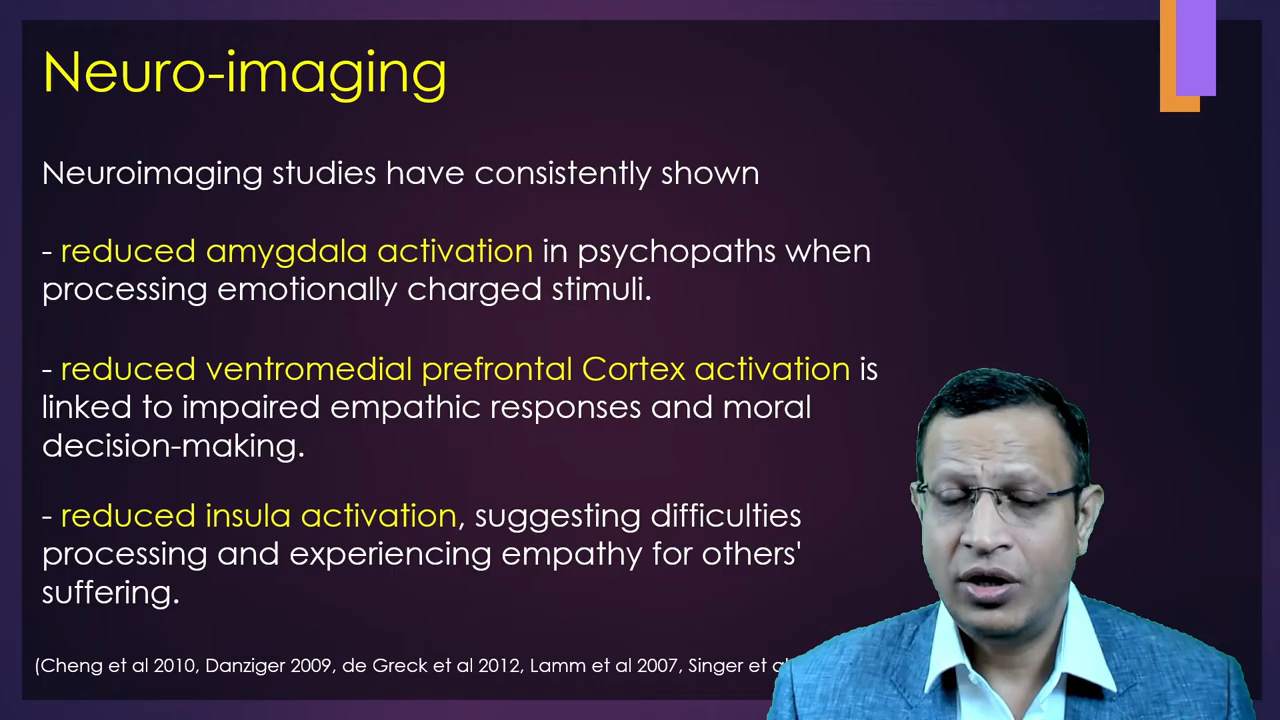 Neuro-imaging
Neuroimaging studies have consistently shown
- reduced amygdala activation in psychopaths when
processing emotionally charged stimuli.
- reduced ventromedial prefrontal Cortex activation is
linked to impaired empathic responses and moral
decision-making.
- reduced insula activation, suggesting difficulties
processing and experiencing empathy for others'
suffering.
(Cheng et al 2010, Danziger 2009, de Greck et al 2012, Lamm et al 2007, Singer et